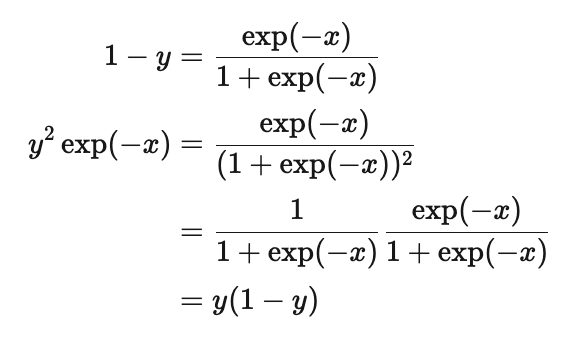 1 − y = exp(−x) / (1 + exp(−x))
y² exp(−x) = exp(−x) / (1 + exp(−x))²
= 1 / (1 + exp(−x)) exp(−x) / (1 + exp(−x))
= y(1 − y)